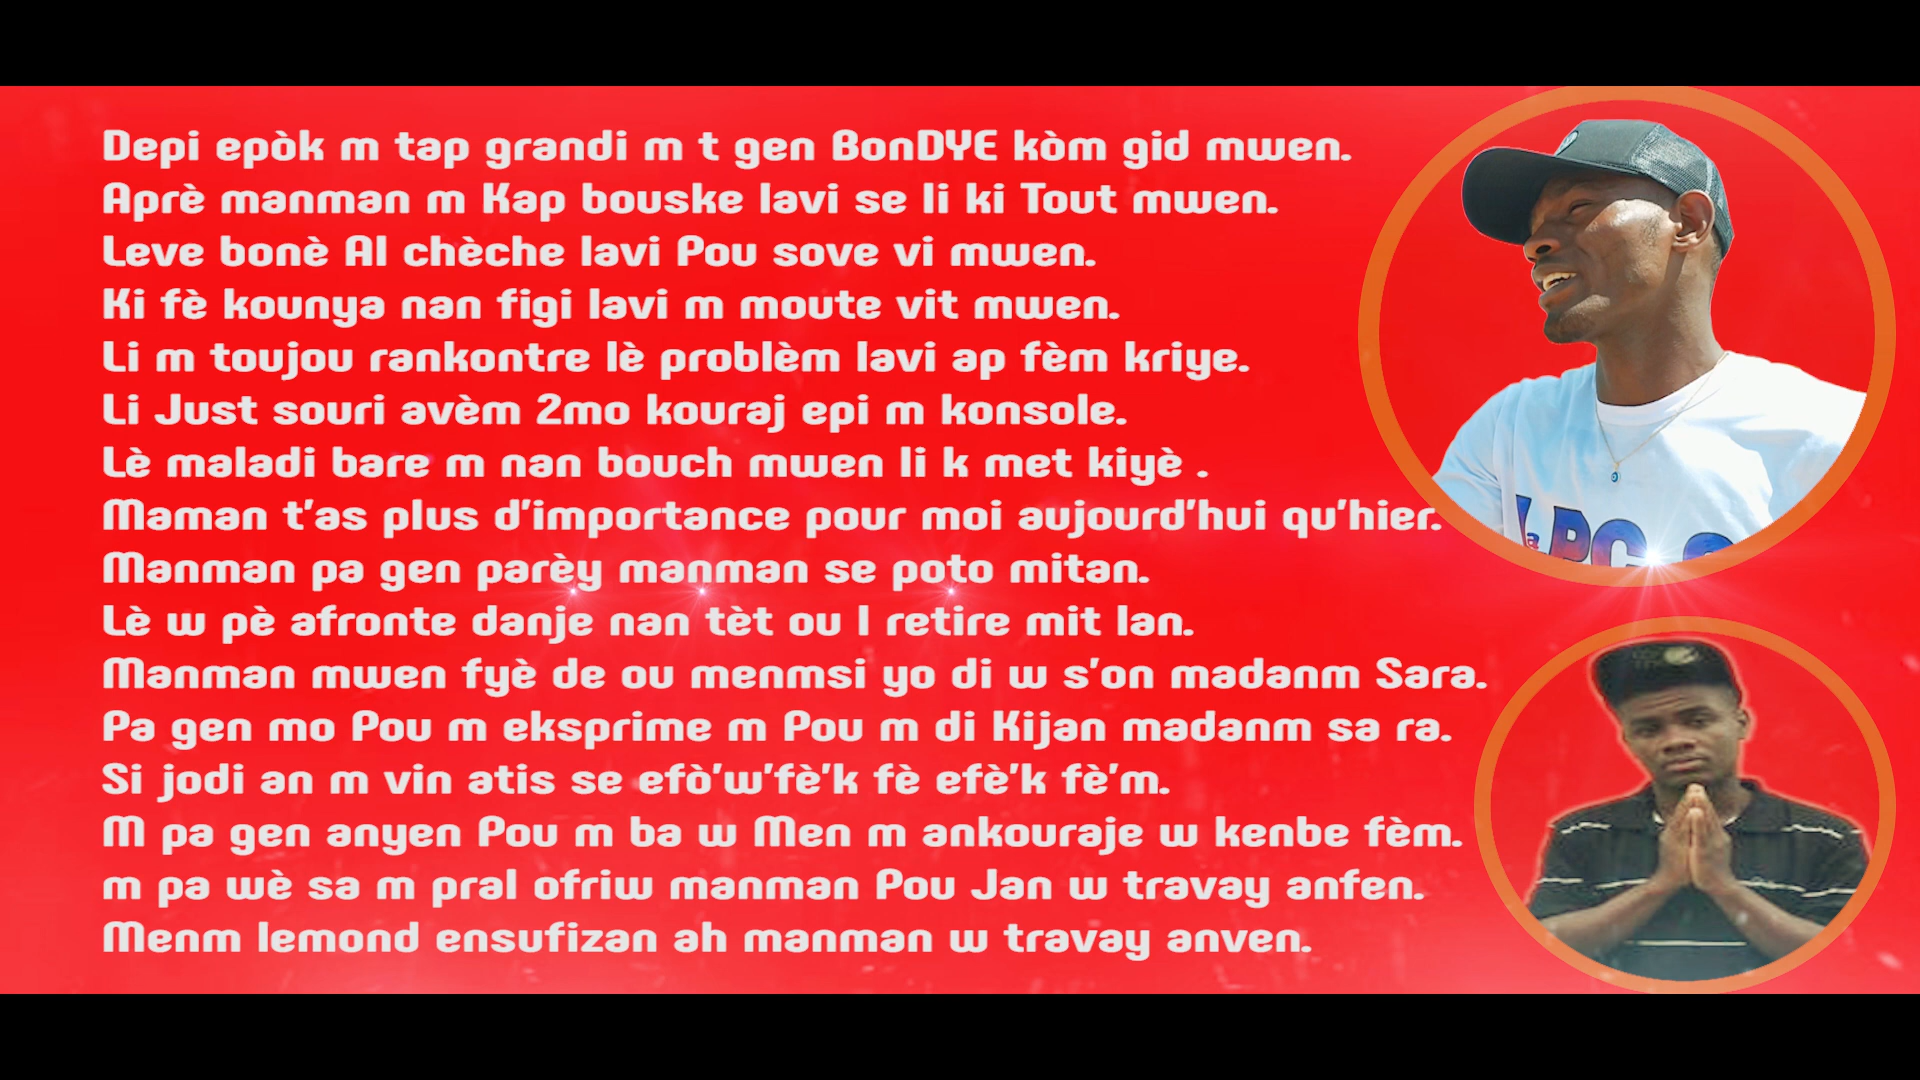 Depi epòk m tap grandi m t gen BonDYE kòm gid mwen.
Aprè manman m Kap bouske lavi se li ki Tout mwen.
Leve bonè Al chèche lavi Pou sove vi mwen.
Ki fè kounya nan figi lavi m moute vit mwen.
Li m toujou rankontre lè problèm lavi ap fèm kriye.
Li Just souri avèm 2mo kouraj epi m konsole.
Lè maladi bare m nan bouch mwen li k met kiyè .
Maman t'as plus d'importance pour moi aujourd'hui qu'hier.
Manman pa gen parèy manman se poto mitan.
Lè w pè afronte danje nan tèt ou l retire mit lan.
Manman mwen fyè de ou menmsi yo di w s'on madanm Sara.
Pa gen mo Pou m eksprime m Pou m di Kijan madanm sa ra.
Si jodi an m vin atis se efò'w'fè'k fè efè'k fè'm.
M pa gen anyen Pou m ba w Men m ankouraje w kenbe fèm.
m pa wè sa m pral ofriw manman Pou Jan w travay anfen.
Menm lemond ensufizan ah manman w travay anven.